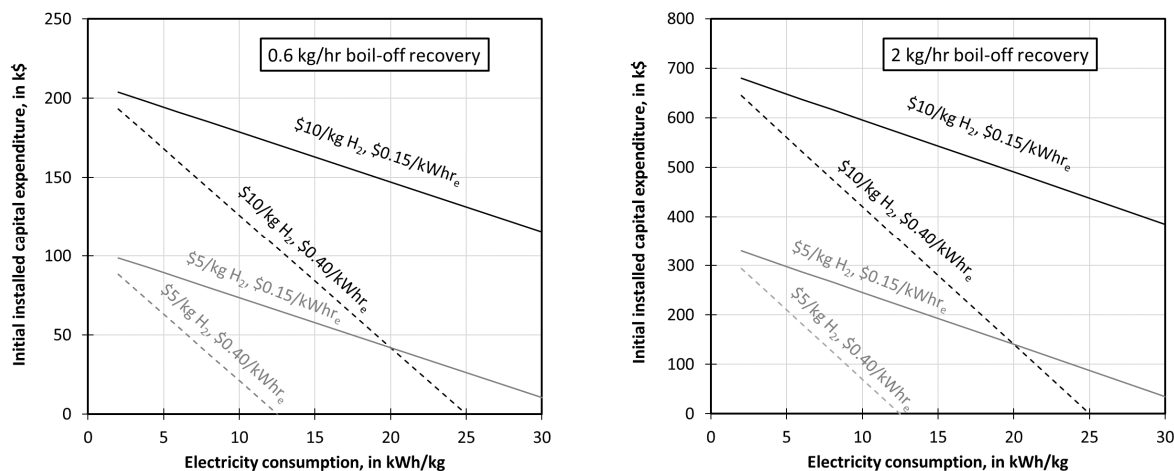 0.6 kg/hr boil-off recovery
Initial installed capital expenditure, in k$
250
200
150
100
50
0
$10/kg H₂, $0.15/kWhrₑ
$10/kg H₂, $0.40/kWhrₑ
$5/kg H₂, $0.15/kWhrₑ
$5/kg H₂, $0.40/kWhrₑ
0 5 10 15 20 25 30
Electricity consumption, in kWh/kg
2 kg/hr boil-off recovery
Initial installed capital expenditure, in k$
800
700
600
500
400
300
200
100
0
$10/kg H₂, $0.15/kWhrₑ
$10/kg H₂, $0.40/kWhrₑ
$5/kg H₂, $0.15/kWhrₑ
$5/kg H₂, $0.40/kWhrₑ
0 5 10 15 20 25 30
Electricity consumption, in kWh/kg